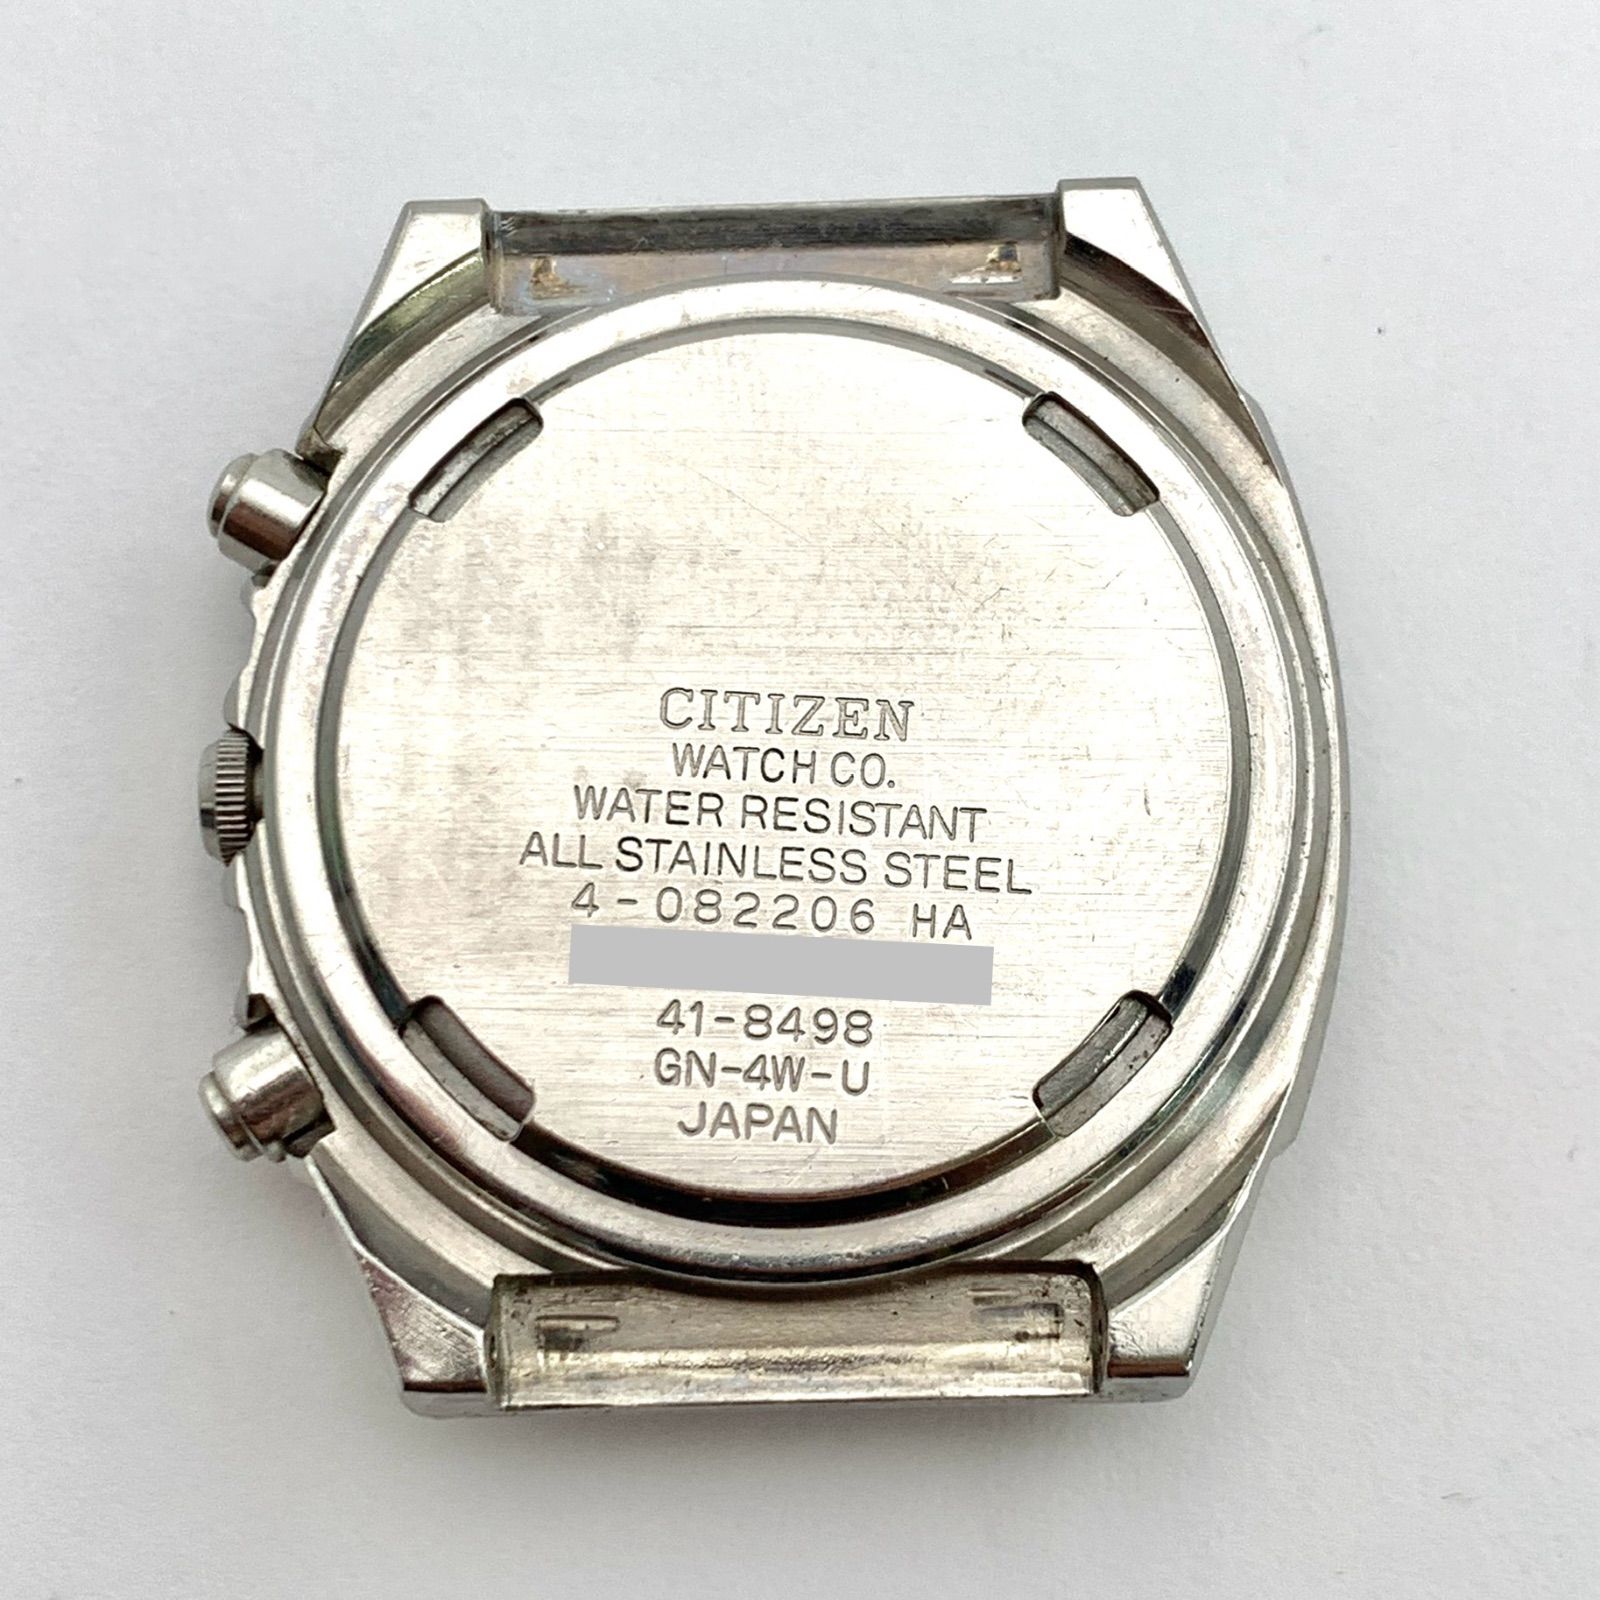 CITIZEN
WATCH CO.
WATER RESISTANT
ALL STAINLESS STEEL
4-082206 HA
41-8498
GN-4W-U
JAPAN